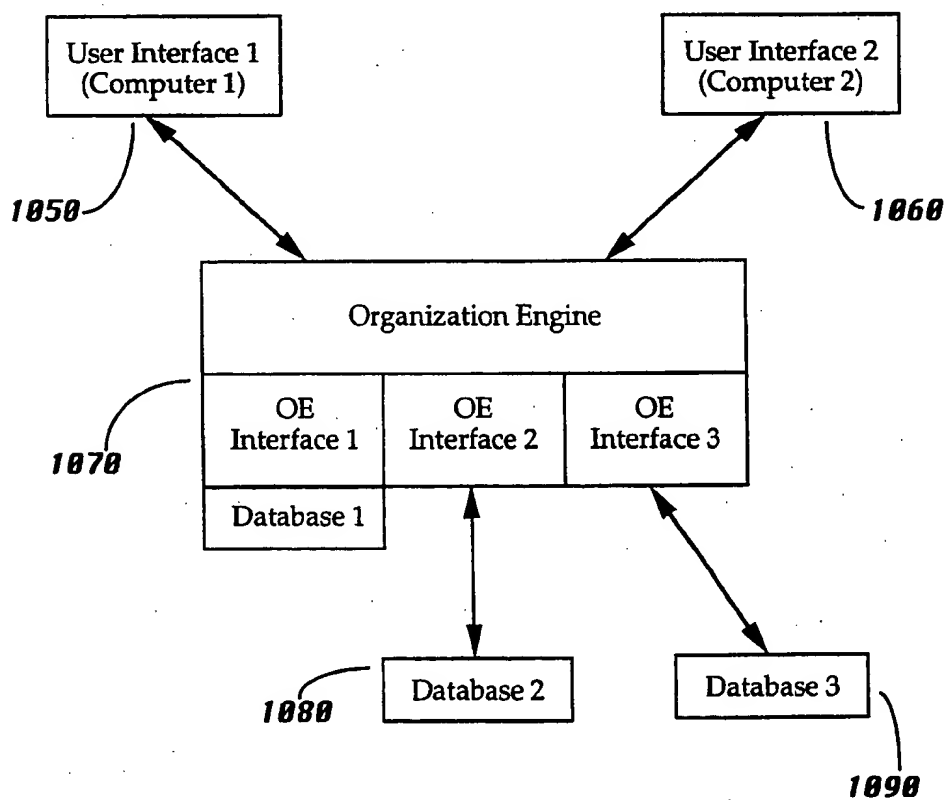 User Interface 1
(Computer 1)
User Interface 2
(Computer 2)
1050
1060
Organization Engine
OE
Interface 1
OE
Interface 2
OE
Interface 3
1070
Database 1
Database 2
Database 3
1080
1090